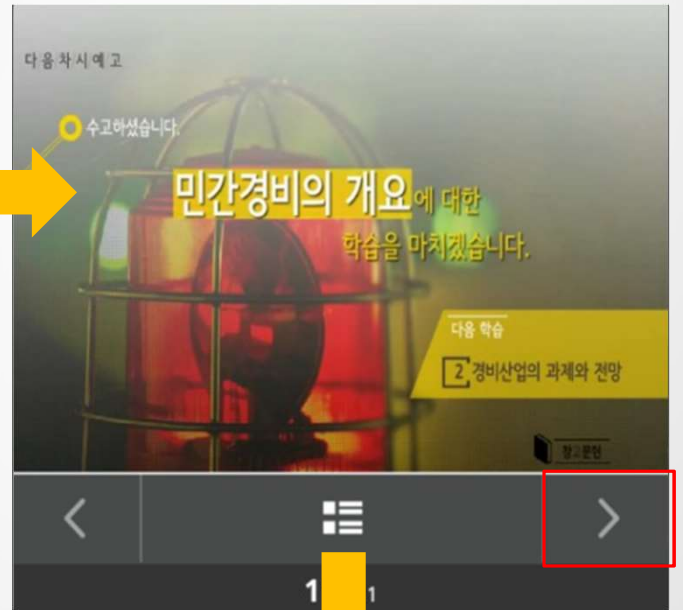 다음차시예고
수고하셨습니다.
민간경비의 개요에 대한
학습을 마치겠습니다.
다음 학습
2 경비산업의 과제와 전망
참고문헌
1 1